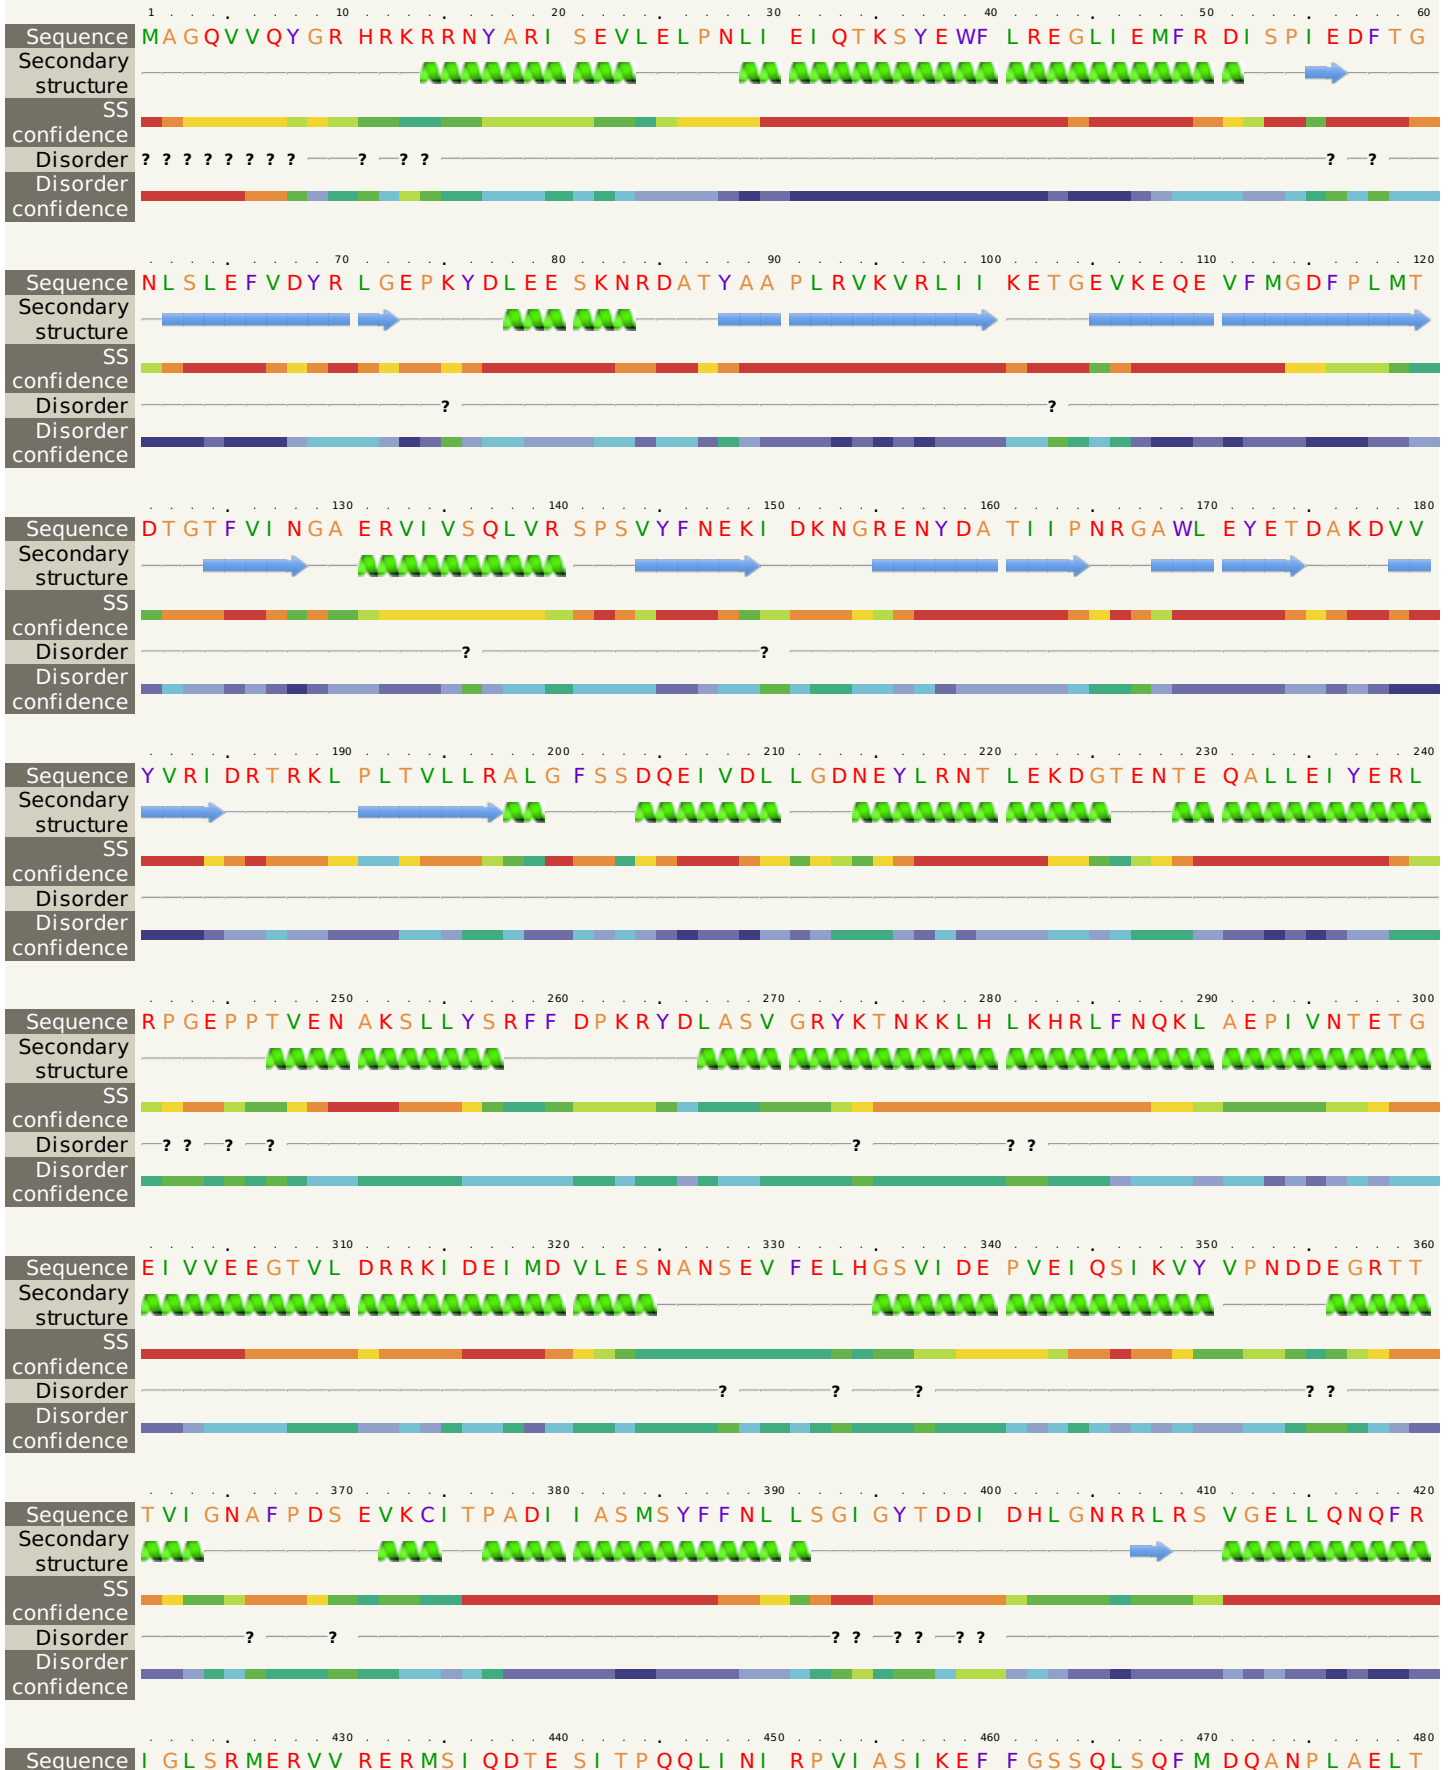 1 10 20 30 40 50 60
Sequence MAGQVVQYGR HRKRRNYARI SEVLELPNLI EIQTKSYEWF LREGLIEMFR DISPIEDFTG
Secondary
structure
SS
confidence
Disorder ? ? ? ? ? ? ? ? ? ? ? ? ?
Disorder
confidence
70 80 90 100 110 120
Sequence NLSLEFVDYR LGEPKYDLEE SKNRDATYAA PLRVKVRLII KETGEVKEQE VFMGDFPLMT
Secondary
structure
SS
confidence
Disorder ? ?
Disorder
confidence
130 140 150 160 170 180
Sequence DTGTFVINGA ERVIVSQLVR SPSVYFNEKI DKNGRENYDA TIIPNRGAWL EYETDAKDVV
Secondary
structure
SS
confidence
Disorder ? ?
Disorder
confidence
190 200 210 220 230 240
Sequence YVRIDRTRKL PLTVLLRALG FSSDQEIVDL LGDNEYLRNT LEKDGTENTE QALLEIYERL
Secondary
structure
SS
confidence
Disorder
Disorder
confidence
250 260 270 280 290 300
Sequence RPGEPPTVEN AKSLLYSRFF DPKRYDLASV GRYKTNKKLH LKHRLFNQKL AEPIVNTETG
Secondary
structure
SS
confidence
Disorder ? ? ? ? ? ? ?
Disorder
confidence
310 320 330 340 350 360
Sequence EIVVEEGTVL DRRKIDEIMD VLESNANSEV FELHGSVIDE PVEIQSIKVY VPNDDEGRTT
Secondary
structure
SS
confidence
Disorder ? ? ? ? ?
Disorder
confidence
370 380 390 400 410 420
Sequence TVIGNAFPDS EVKCITPADI IASMSYFFNL LSGIGYTDDI DHLGNRRLRS VGELLQNQFR
Secondary
structure
SS
confidence
Disorder ? ? ? ? ? ? ? ?
Disorder
confidence
430 440 450 460 470 480
Sequence IGLSRMERVV RERMSIQDTE SITPQQLINI RPVIASIKEF FGSSQLSQFM DQANPLAELT